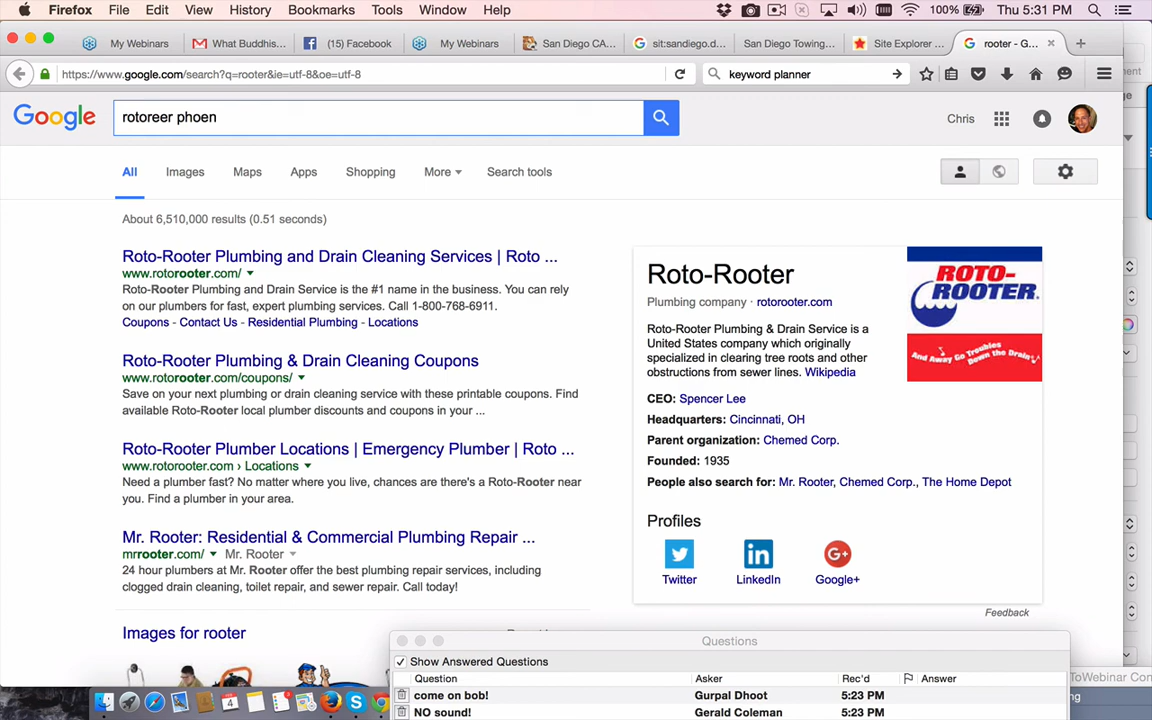 Firefox File Edit View History Bookmarks Tools Window Help 100% Thu 5:31 PM
My Webinars What Buddhis... (15) Facebook My Webinars San Diego CA... sit:sandiego.d... San Diego Towing... Site Explorer ... rooter - G...
https://www.google.com/search?q=rooter&ie=utf-8&oe=utf-8 keyword planner
Google rotoreer phoen Chris
All Images Maps Apps Shopping More Search tools
About 6,510,000 results (0.51 seconds)
Roto-Rooter Plumbing and Drain Cleaning Services | Roto ...
www.rotorooter.com/
Roto-Rooter Plumbing and Drain Service is the #1 name in the business. You can rely
on our plumbers for fast, expert plumbing services. Call 1-800-768-6911.
Coupons - Contact Us - Residential Plumbing - Locations
Roto-Rooter Plumbing & Drain Cleaning Coupons
www.rotorooter.com/coupons/
Save on your next plumbing or drain cleaning service with these printable coupons. Find
available Roto-Rooter local plumber discounts and coupons in your ...
Roto-Rooter Plumber Locations | Emergency Plumber | Roto ...
www.rotorooter.com › Locations
Need a plumber fast? No matter where you live, chances are there's a Roto-Rooter near
you. Find a plumber in your area.
Mr. Rooter: Residential & Commercial Plumbing Repair ...
mrrooter.com/ Mr. Rooter
24 hour plumbers at Mr. Rooter offer the best plumbing repair services, including
clogged drain cleaning, toilet repair, and sewer repair. Call today!
Images for rooter
Roto-Rooter
Plumbing company · rotorooter.com
ROTO-
ROOTER.
And Away Go Troubles
Down the Drain
Roto-Rooter Plumbing & Drain Service is a
United States company which originally
specialized in clearing tree roots and other
obstructions from sewer lines. Wikipedia
CEO: Spencer Lee
Headquarters: Cincinnati, OH
Parent organization: Chemed Corp.
Founded: 1935
People also search for: Mr. Rooter, Chemed Corp., The Home Depot
Profiles
Twitter LinkedIn Google+
Feedback
Questions
Show Answered Questions
Question Asker Rec'd Answer
come on bob! Gurpal Dhoot 5:23 PM
NO sound! Gerald Coleman 5:23 PM
ToWebinar Con